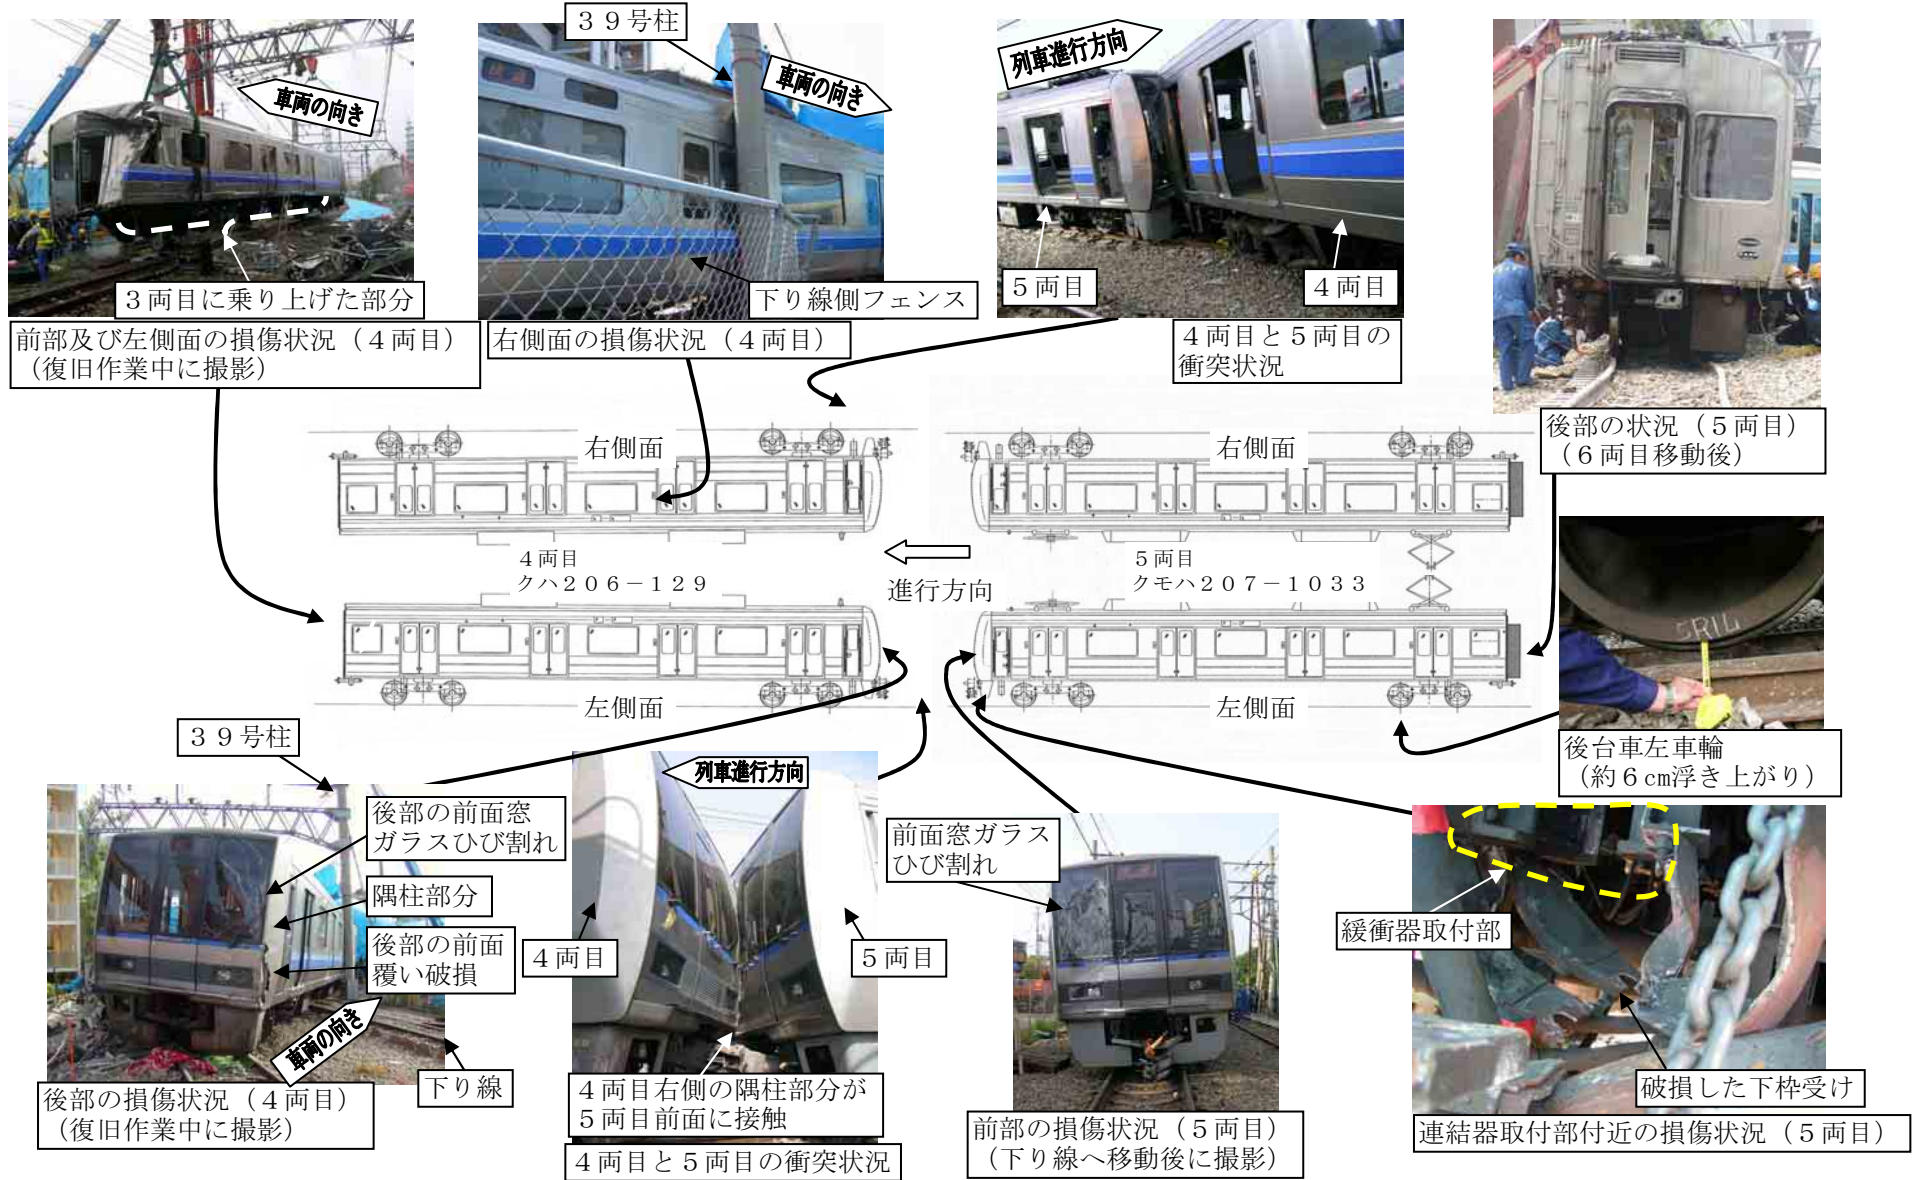 ３９号柱
車両の向き
３両目に乗り上げた部分
前部及び左側面の損傷状況（４両目）
（復旧作業中に撮影）
車両の向き
下り線側フェンス
右側面の損傷状況（４両目）
列車進行方向
５両目
４両目
４両目と５両目の
衝突状況
後部の状況（５両目）
（６両目移動後）
右側面
右側面
４両目
クハ２０６－１２９
進行方向
５両目
クモハ２０７－１０３３
左側面
左側面
5R1L
後台車左車輪
（約６cm浮き上がり）
３９号柱
後部の前面窓
ガラスひび割れ
隅柱部分
後部の前面
覆い破損
車両の向き
下り線
後部の損傷状況（４両目）
（復旧作業中に撮影）
列車進行方向
４両目
５両目
４両目右側の隅柱部分が
５両目前面に接触
４両目と５両目の衝突状況
前面窓ガラス
ひび割れ
前部の損傷状況（５両目）
（下り線へ移動後に撮影）
緩衝器取付部
破損した下枠受け
連結器取付部付近の損傷状況（５両目）